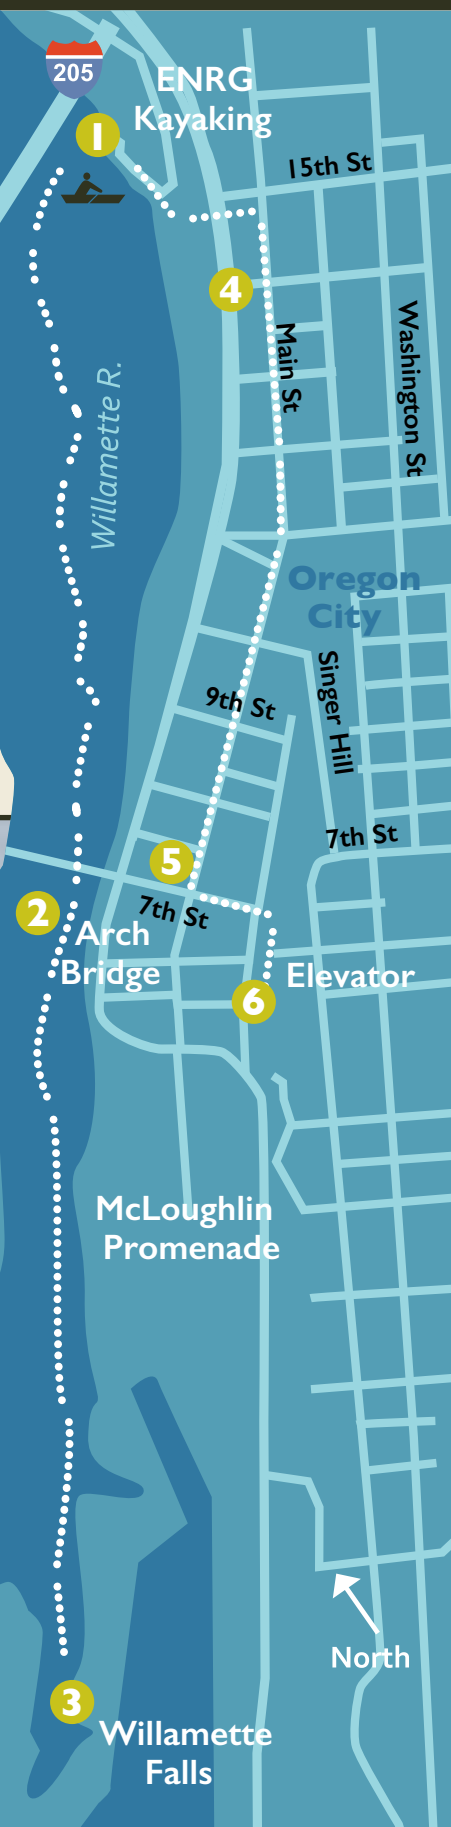 205
ENRG
Kayaking
1
15th St
4
Main St
Washington St
Willamette R.
Oregon
City
Singer Hill
9th St
7th St
5
7th St
2
Arch
Bridge
Elevator
6
McLoughlin
Promenade
North
3
Willamette
Falls